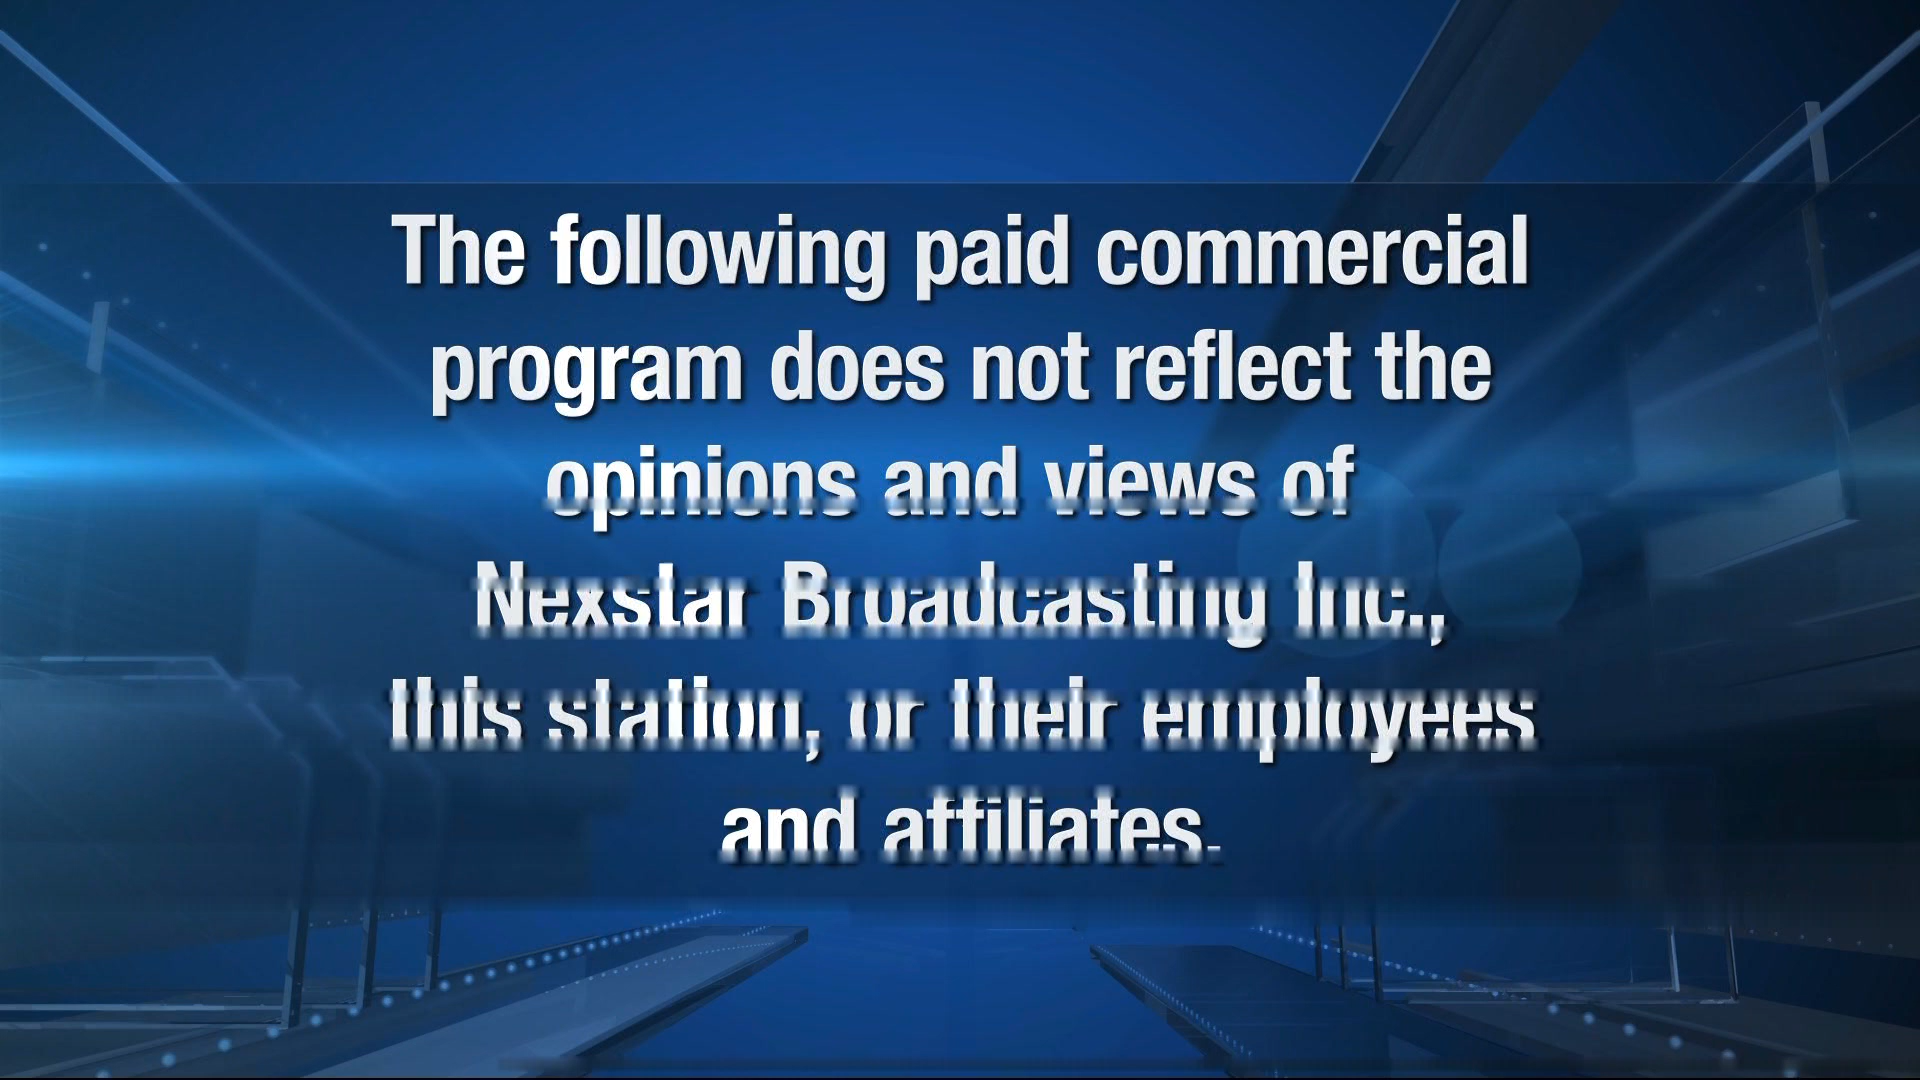 The following paid commercial
program does not reflect the
opinions and views of
Nexstar Broadcasting Inc.,
this station, or their employees
and affiliates.